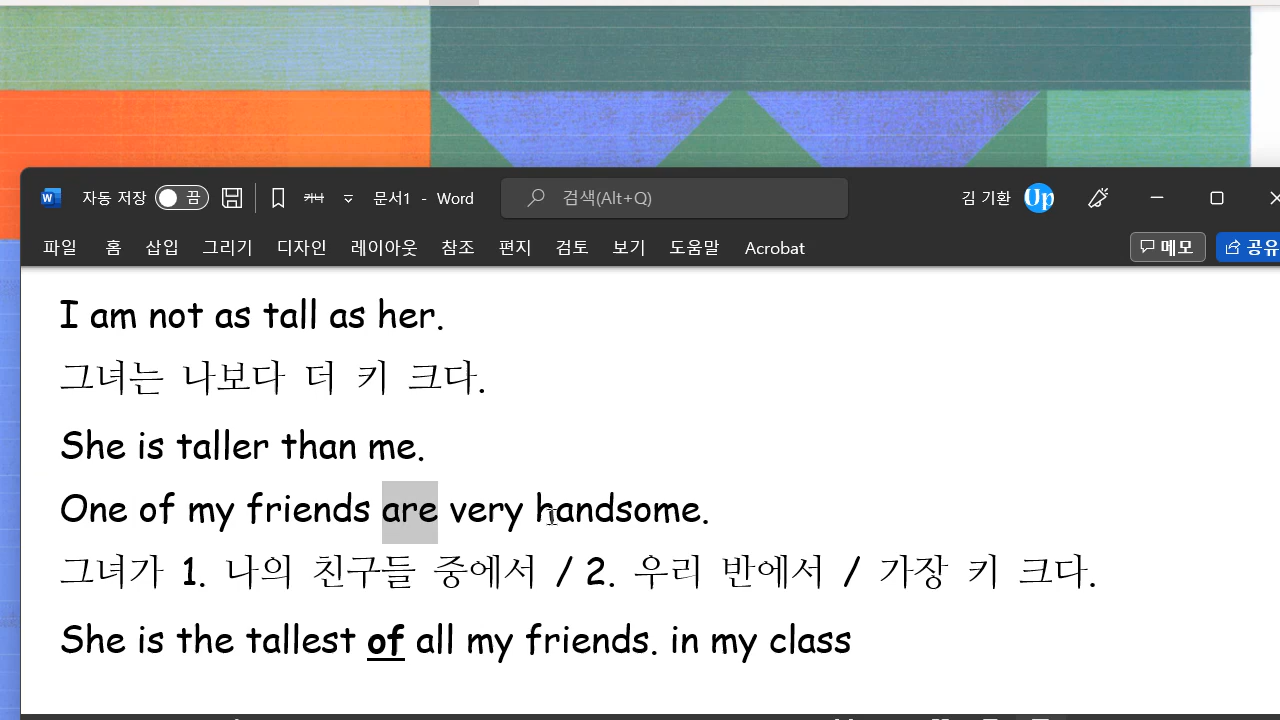 자동 저장 끔 가나 문서1 - Word 검색(Alt+Q) 김 기환 Up
파일 홈 삽입 그리기 디자인 레이아웃 참조 편지 검토 보기 도움말 Acrobat 메모 공유
I am not as tall as her.
그녀는 나보다 더 키 크다.
She is taller than me.
One of my friends are very handsome.
그녀가 1. 나의 친구들 중에서 / 2. 우리 반에서 / 가장 키 크다.
She is the tallest of all my friends. in my class